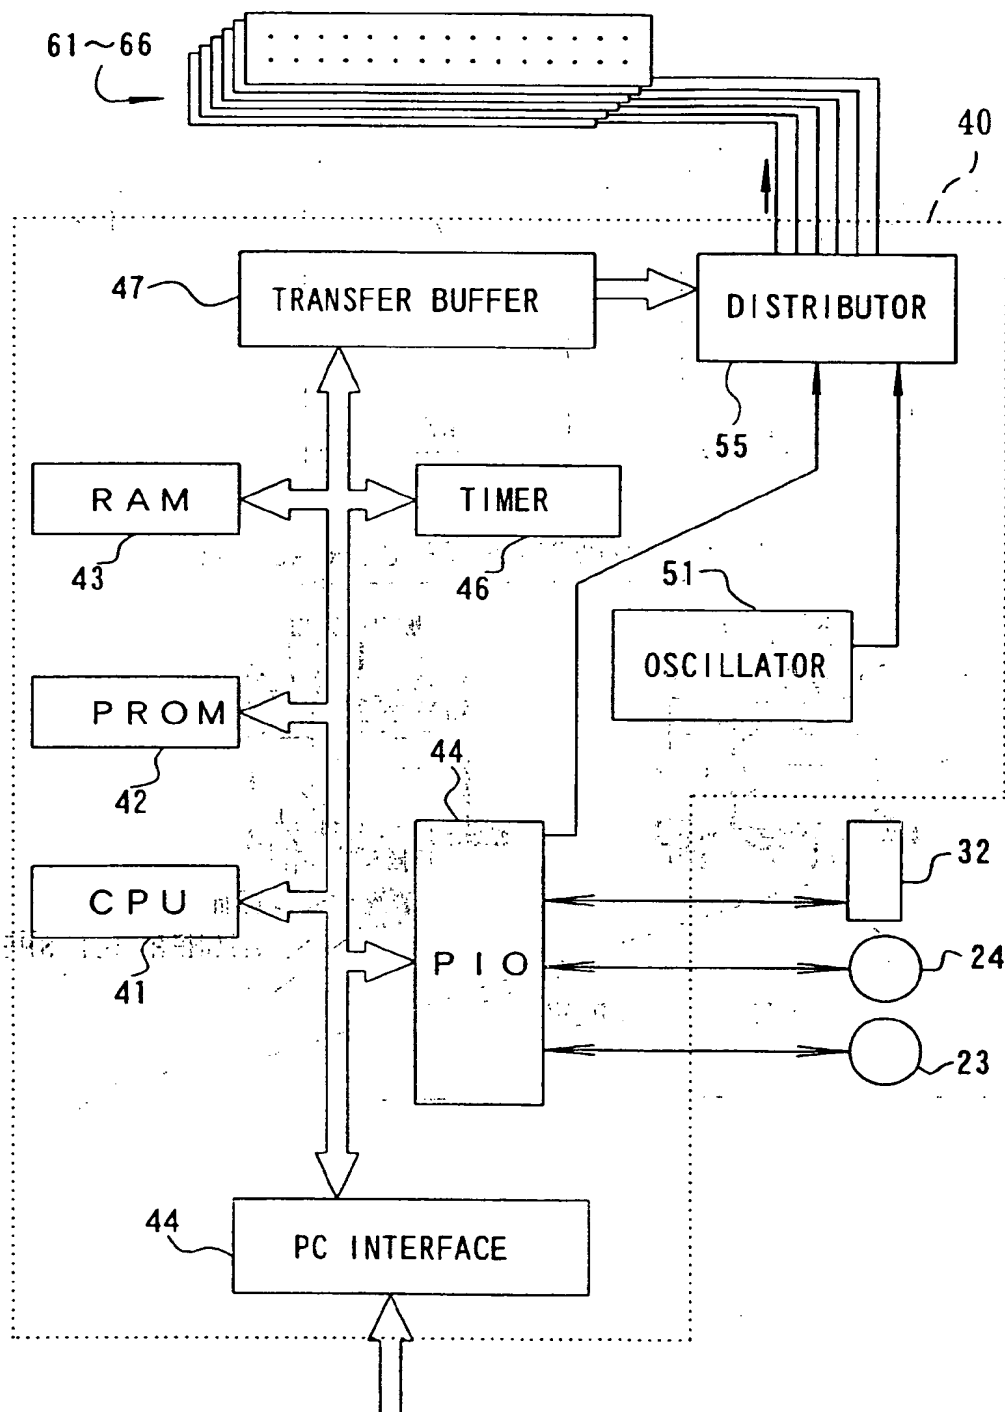 61~66
40
47
TRANSFER BUFFER
DISTRIBUTOR
55
RAM
43
TIMER
46
51
OSCILLATOR
PROM
42
44
32
CPU
41
PIO
24
23
44
PC INTERFACE